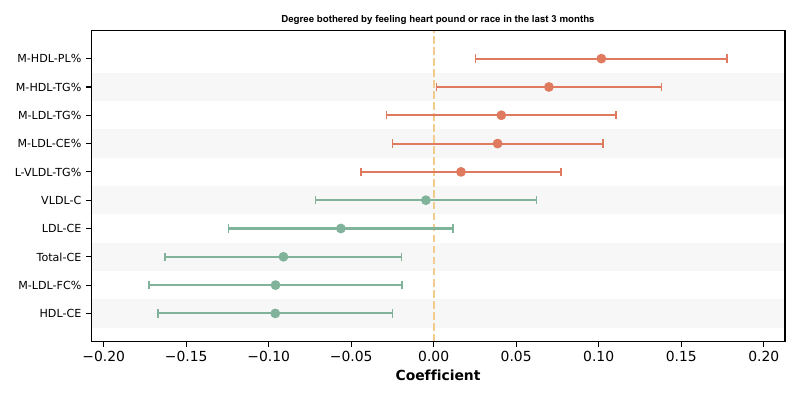 Degree bothered by feeling heart pound or race in the last 3 months
M-HDL-PL%
M-HDL-TG%
M-LDL-TG%
M-LDL-CE%
L-VLDL-TG%
VLDL-C
LDL-CE
Total-CE
M-LDL-FC%
HDL-CE
−0.20 −0.15 −0.10 −0.05 0.00 0.05 0.10 0.15 0.20
Coefficient